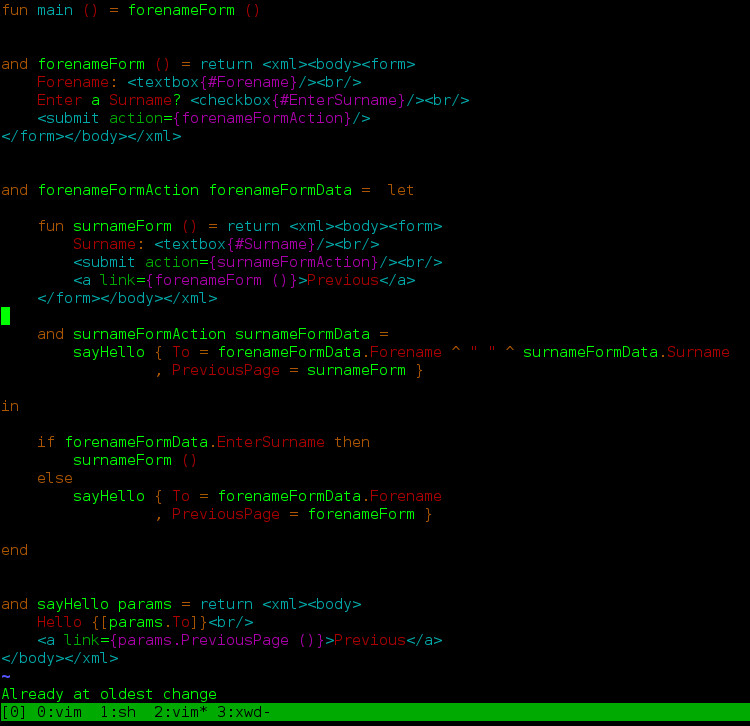 fun main () = forenameForm ()
and forenameForm () = return <xml><body><form>
    Forename: <textbox{#Forename}/><br/>
    Enter a Surname? <checkbox{#EnterSurname}/><br/>
    <submit action={forenameFormAction}/>
</form></body></xml>
and forenameFormAction forenameFormData =  let
    fun surnameForm () = return <xml><body><form>
        Surname: <textbox{#Surname}/><br/>
        <submit action={surnameFormAction}/><br/>
        <a link={forenameForm ()}>Previous</a>
    </form></body></xml>
    and surnameFormAction surnameFormData =
        sayHello { To = forenameFormData.Forename ^ " " ^ surnameFormData.Surname
                 , PreviousPage = surnameForm }
in
    if forenameFormData.EnterSurname then
        surnameForm ()
    else
        sayHello { To = forenameFormData.Forename
                 , PreviousPage = forenameForm }
end
and sayHello params = return <xml><body>
    Hello {[params.To]}<br/>
    <a link={params.PreviousPage ()}>Previous</a>
</body></xml>
~
Already at oldest change
[0] 0:vim  1:sh  2:vim* 3:xwd-